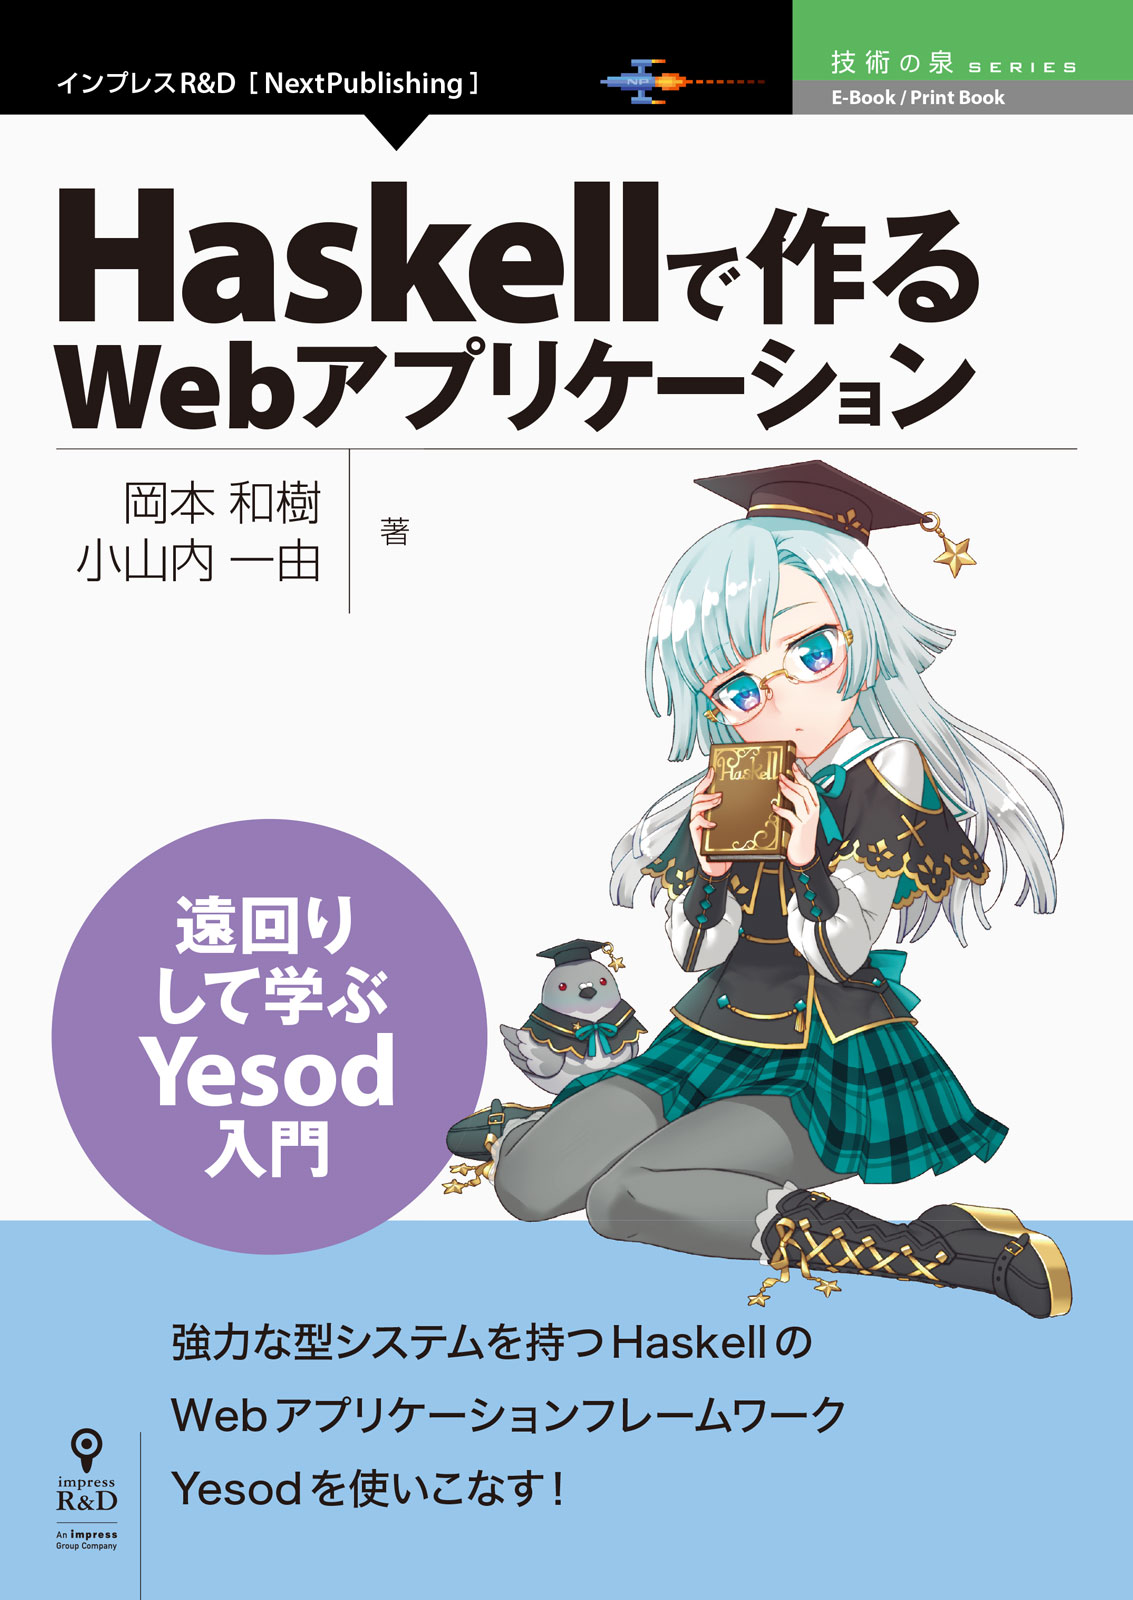 インプレスR&D［NextPublishing］
NP
技術の泉 SERIES
E-Book / Print Book
Haskellで作る
Webアプリケーション
岡本 和樹
小山内 一由
著
Haskell
遠回り
して学ぶ
Yesod
入門
強力な型システムを持つHaskellの
Webアプリケーションフレームワーク
Yesodを使いこなす！
impress
R&D
An impress
Group Company